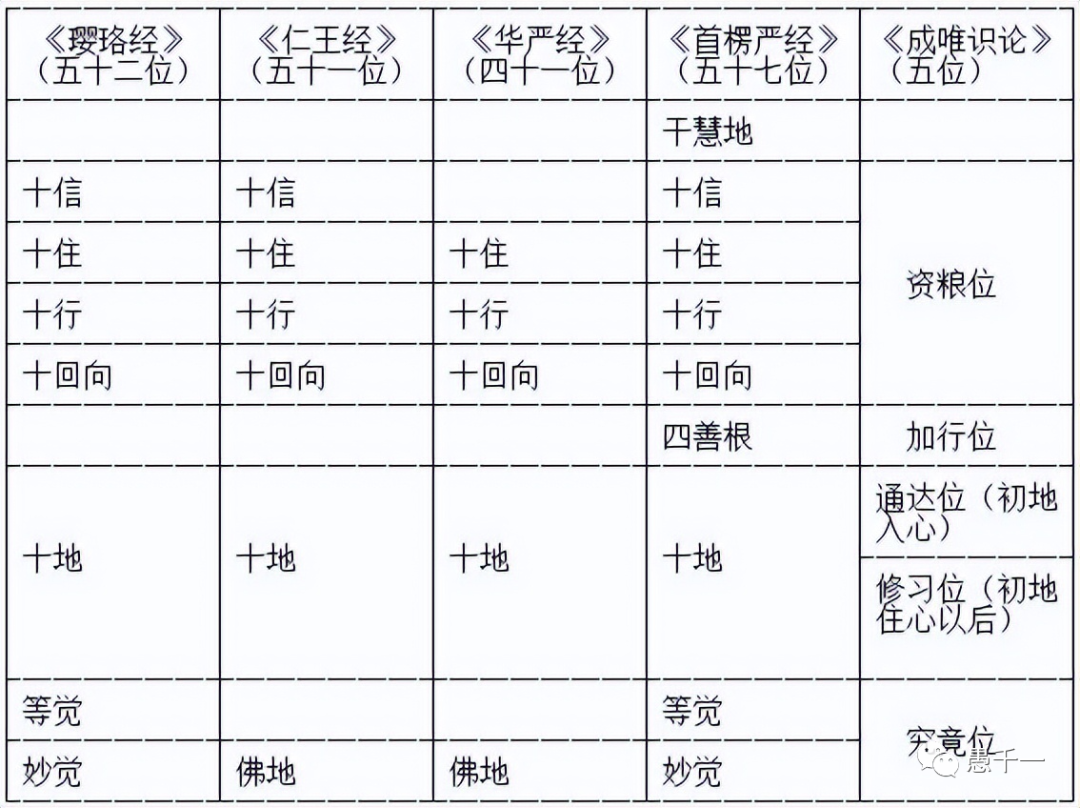 《璎珞经》 《仁王经》 《华严经》 《首楞严经》 《成唯识论》
（五十二位） （五十一位） （四十一位） （五十七位） （五位）
干慧地
十信 十信 十信
十住 十住 十住 十住
十行 十行 十行 十行
十回向 十回向 十回向 十回向
资粮位
四善根 加行位
十地 十地 十地 十地
通达位（初地
入心）
修习位（初地
住心以后）
等觉 等觉
究竟位
妙觉 佛地 佛地 妙觉
愚千一